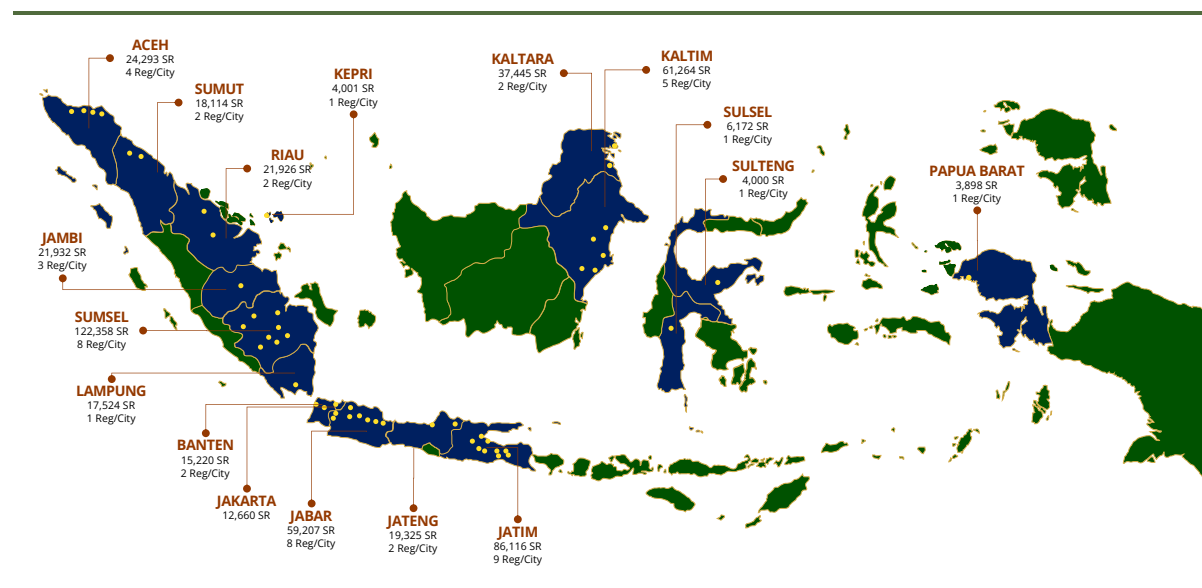 ACEH
24,293 SR
4 Reg/City
SUMUT
18,114 SR
2 Reg/City
KEPRI
4,001 SR
1 Reg/City
RIAU
21,926 SR
2 Reg/City
KALTARA
37,445 SR
2 Reg/City
KALTIM
61,264 SR
5 Reg/City
SULSEL
6,172 SR
1 Reg/City
SULTENG
4,000 SR
1 Reg/City
PAPUA BARAT
3,898 SR
1 Reg/City
JAMBI
21,932 SR
3 Reg/City
SUMSEL
122,358 SR
8 Reg/City
LAMPUNG
17,524 SR
1 Reg/City
BANTEN
15,220 SR
2 Reg/City
JAKARTA
12,660 SR
JABAR
59,207 SR
8 Reg/City
JATENG
19,325 SR
2 Reg/City
JATIM
86,116 SR
9 Reg/City